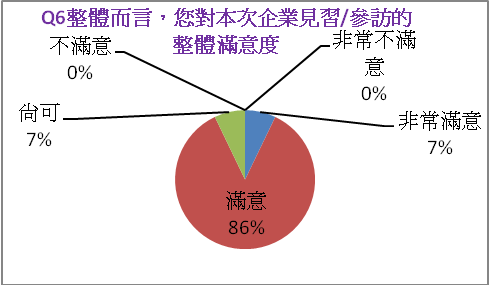 Q6整體而言，您對本次企業見習/參訪的
整體滿意度
不滿意
0%
非常不滿
意
0%
尚可
7%
非常滿意
7%
滿意
86%